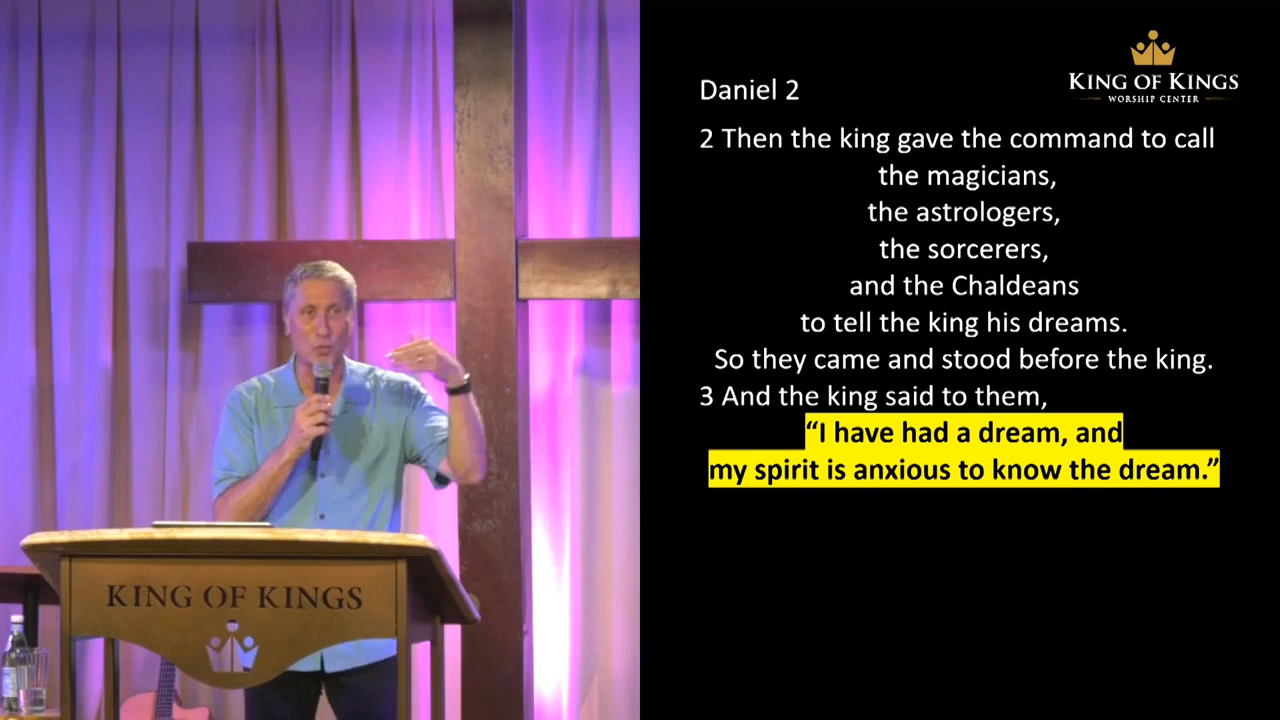 KING OF KINGS
WORSHIP CENTER
Daniel 2
2 Then the king gave the command to call
the magicians,
the astrologers,
the sorcerers,
and the Chaldeans
to tell the king his dreams.
So they came and stood before the king.
3 And the king said to them,
“I have had a dream, and
my spirit is anxious to know the dream.”
KING OF KINGS